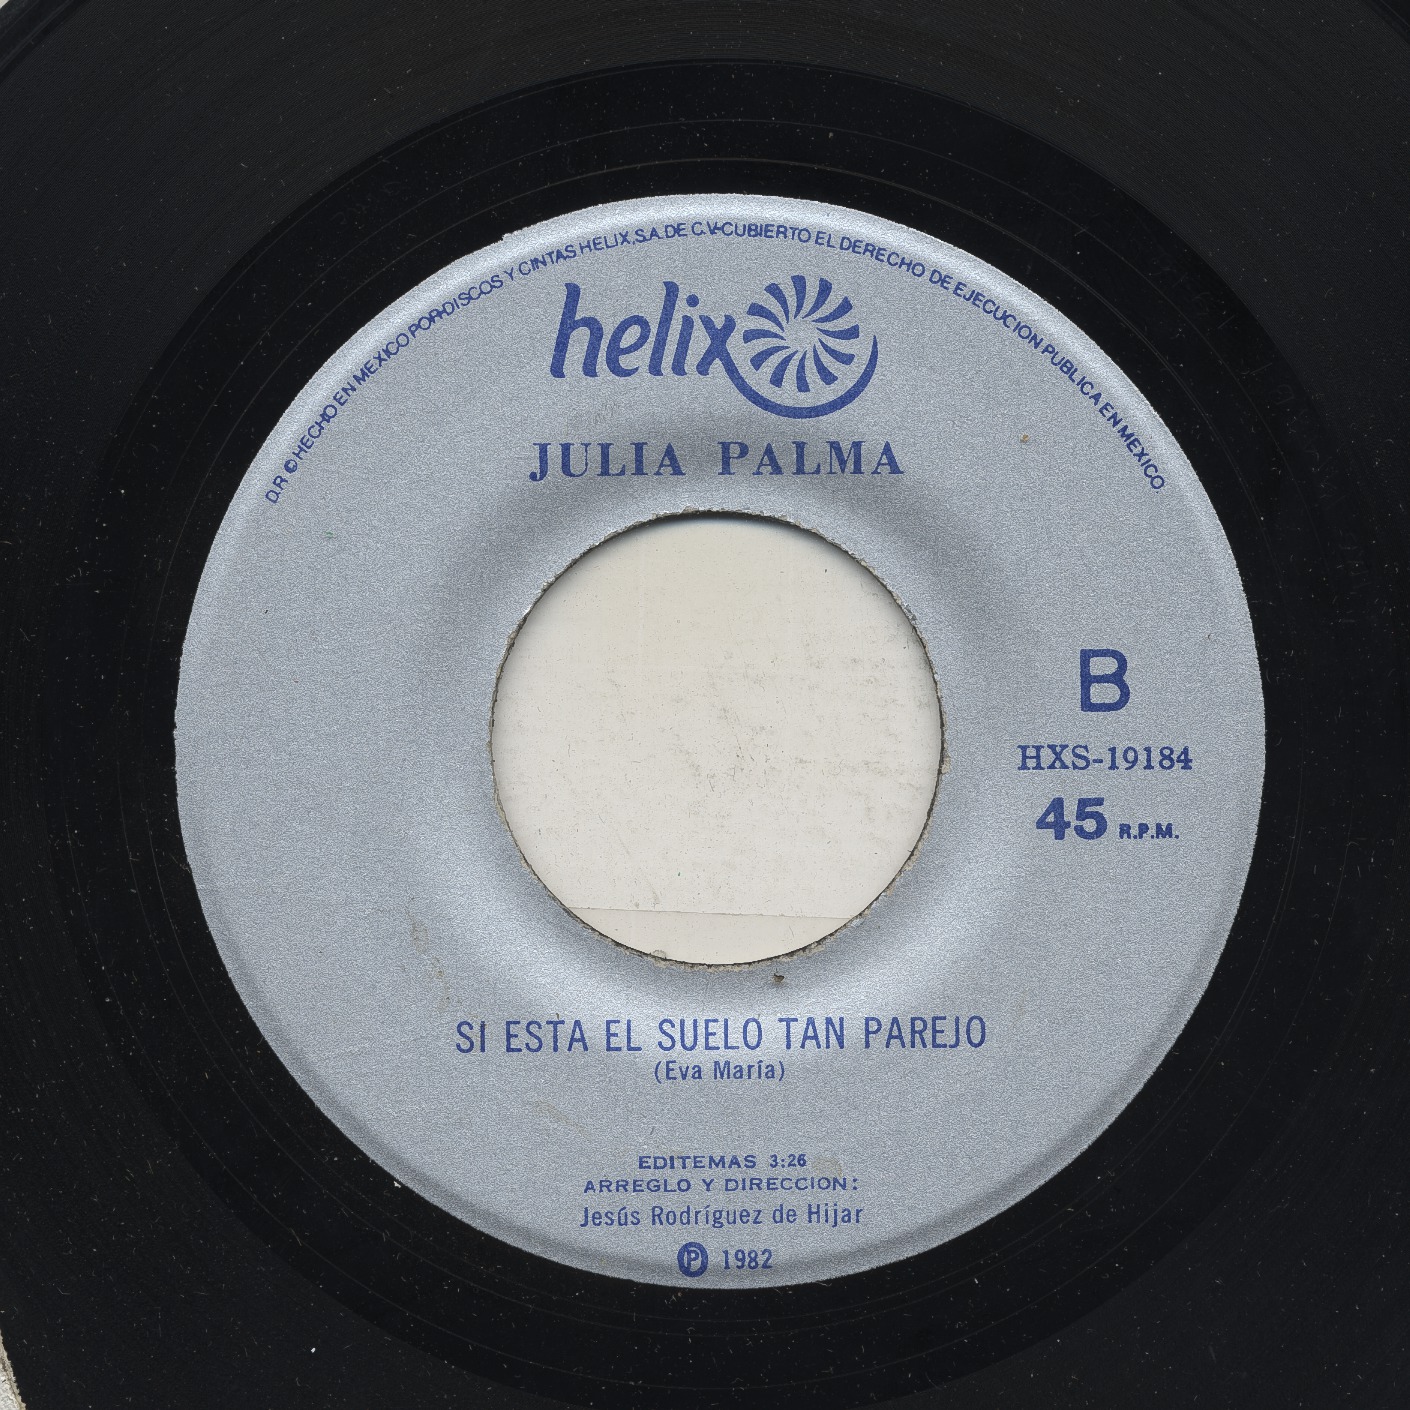 D.R. © HECHO EN MEXICO POR·DISCOS Y CINTAS HELIX,S.A. DE C.V.-CUBIERTO EL DERECHO DE EJECUCION PUBLICA EN MEXICO.
helix
JULIA PALMA
B
HXS-19184
45 R.P.M.
SI ESTA EL SUELO TAN PAREJO
(Eva María)
EDITEMAS 3:26
ARREGLO Y DIRECCION:
Jesús Rodríguez de Hijar
℗ 1982